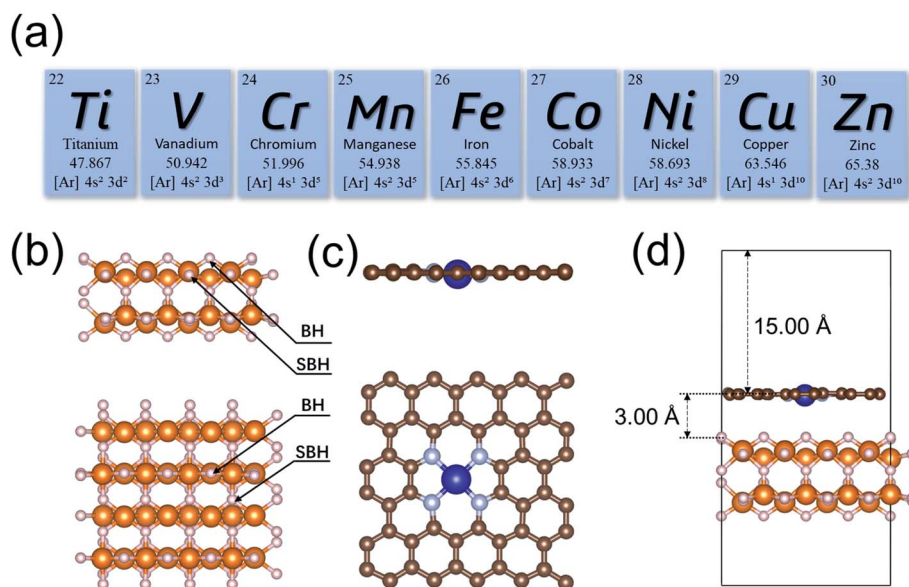 (a)
22 23 24 25 26 27 28 29 30
Ti V Cr Mn Fe Co Ni Cu Zn
Titanium Vanadium Chromium Manganese Iron Cobalt Nickel Copper Zinc
47.867 50.942 51.996 54.938 55.845 58.933 58.693 63.546 65.38
[Ar] 4s² 3d² [Ar] 4s² 3d³ [Ar] 4s¹ 3d⁵ [Ar] 4s² 3d⁵ [Ar] 4s² 3d⁶ [Ar] 4s² 3d⁷ [Ar] 4s² 3d⁸ [Ar] 4s¹ 3d¹⁰ [Ar] 4s² 3d¹⁰
(b)
BH
SBH
BH
SBH
(c)
(d)
15.00 Å
3.00 Å